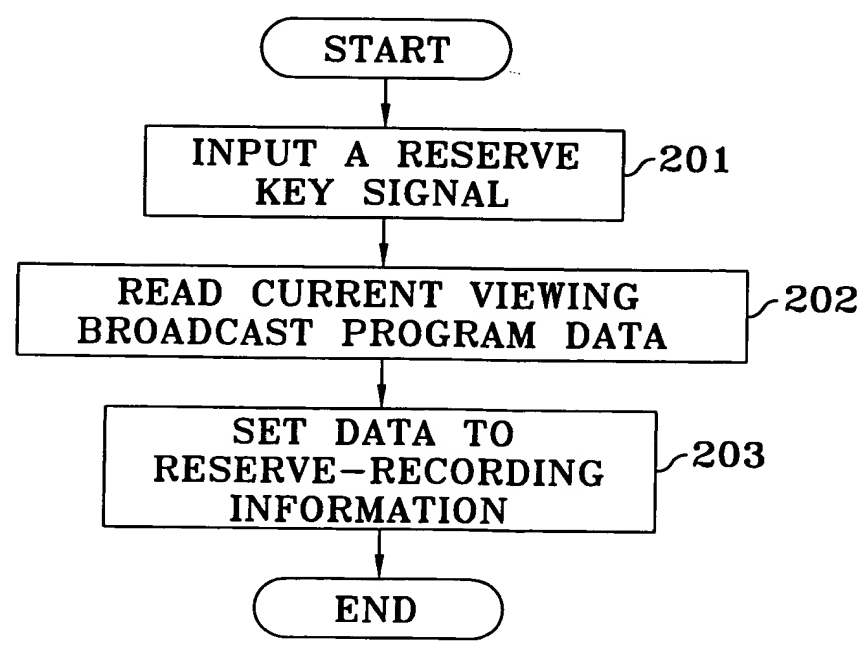 START
INPUT A RESERVE
KEY SIGNAL
201
READ CURRENT VIEWING
BROADCAST PROGRAM DATA
202
SET DATA TO
RESERVE-RECORDING
INFORMATION
203
END